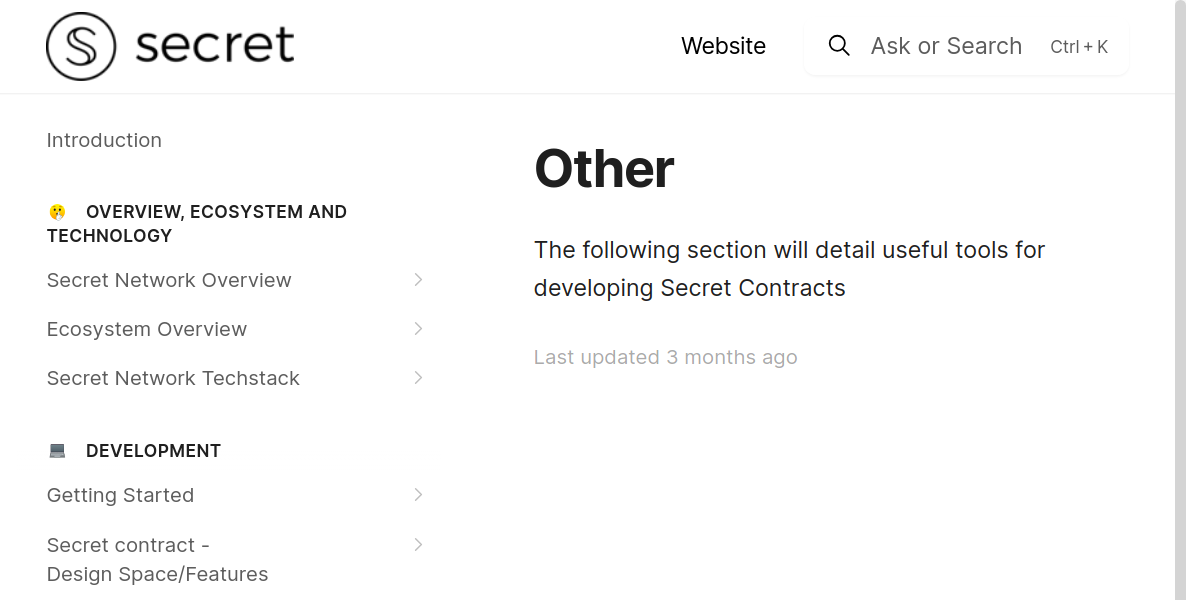 secret
Website
Ask or Search
Ctrl + K
Introduction
OVERVIEW, ECOSYSTEM AND
TECHNOLOGY
Secret Network Overview
Ecosystem Overview
Secret Network Techstack
DEVELOPMENT
Getting Started
Secret contract -
Design Space/Features
Other
The following section will detail useful tools for
developing Secret Contracts
Last updated 3 months ago